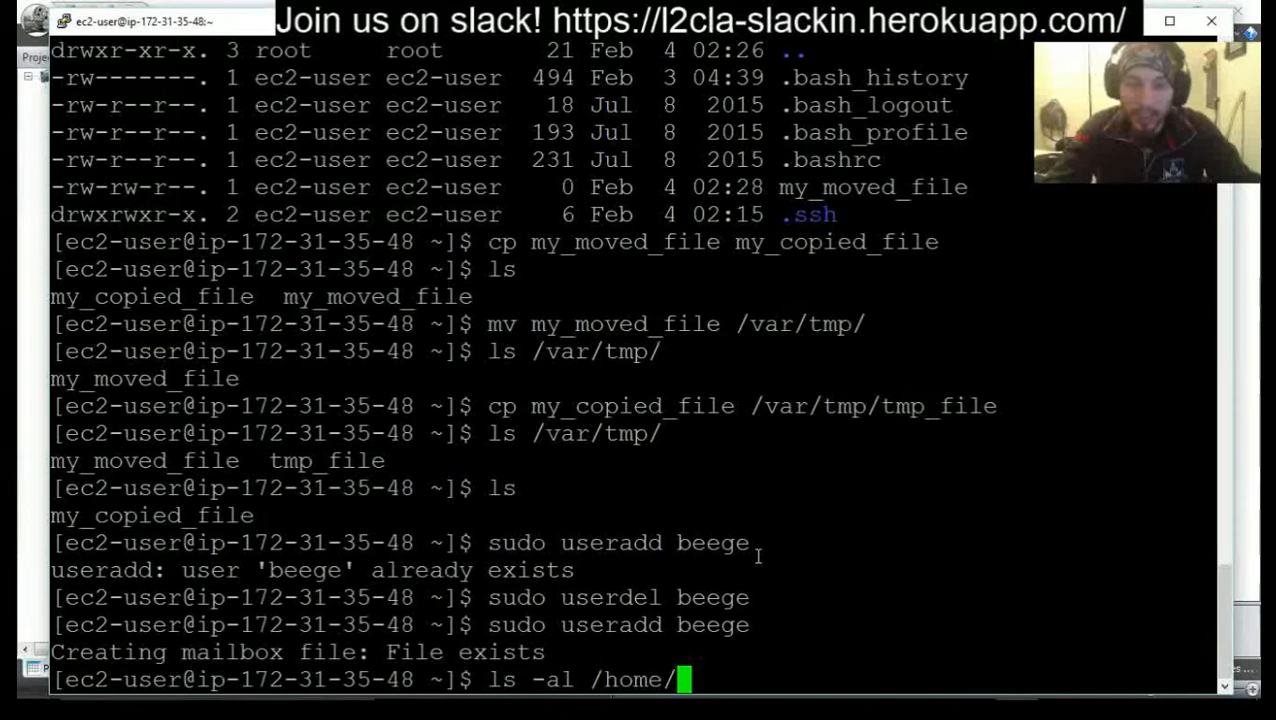 ec2-user@ip-172-31-35-48:~
Join us on slack! https://l2cla-slackin.herokuapp.com/
Proje
drwxr-xr-x. 3 root     root      21 Feb  4 02:26 ..
-rw-------. 1 ec2-user ec2-user 494 Feb  3 04:39 .bash_history
-rw-r--r--. 1 ec2-user ec2-user  18 Jul  8  2015 .bash_logout
-rw-r--r--. 1 ec2-user ec2-user 193 Jul  8  2015 .bash_profile
-rw-r--r--. 1 ec2-user ec2-user 231 Jul  8  2015 .bashrc
-rw-rw-r--. 1 ec2-user ec2-user   0 Feb  4 02:28 my_moved_file
drwxrwxr-x. 2 ec2-user ec2-user   6 Feb  4 02:15 .ssh
[ec2-user@ip-172-31-35-48 ~]$ cp my_moved_file my_copied_file
[ec2-user@ip-172-31-35-48 ~]$ ls
my_copied_file  my_moved_file
[ec2-user@ip-172-31-35-48 ~]$ mv my_moved_file /var/tmp/
[ec2-user@ip-172-31-35-48 ~]$ ls /var/tmp/
my_moved_file
[ec2-user@ip-172-31-35-48 ~]$ cp my_copied_file /var/tmp/tmp_file
[ec2-user@ip-172-31-35-48 ~]$ ls /var/tmp/
my_moved_file  tmp_file
[ec2-user@ip-172-31-35-48 ~]$ ls
my_copied_file
[ec2-user@ip-172-31-35-48 ~]$ sudo useradd beege
useradd: user 'beege' already exists
[ec2-user@ip-172-31-35-48 ~]$ sudo userdel beege
[ec2-user@ip-172-31-35-48 ~]$ sudo useradd beege
Creating mailbox file: File exists
[ec2-user@ip-172-31-35-48 ~]$ ls -al /home/